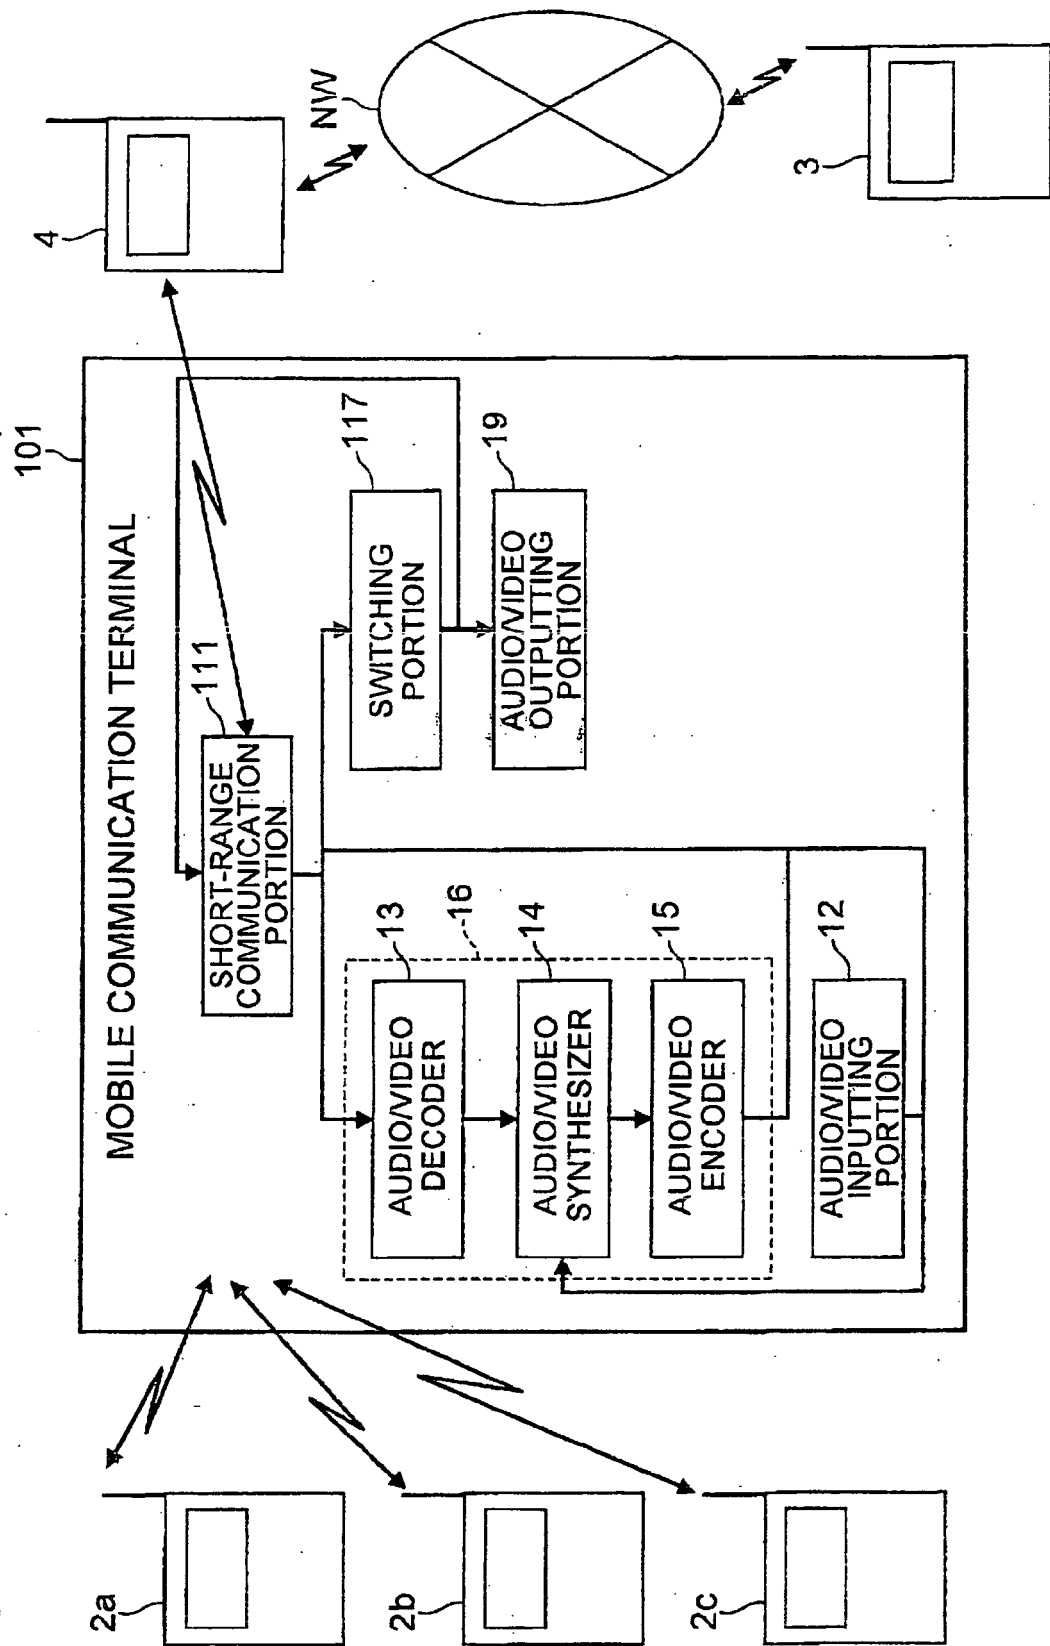 101
MOBILE COMMUNICATION TERMINAL
111
SHORT-RANGE
COMMUNICATION
PORTION
117
SWITCHING
PORTION
19
AUDIO/VIDEO
OUTPUTTING
PORTION
16
13
AUDIO/VIDEO
DECODER
14
AUDIO/VIDEO
SYNTHESIZER
15
AUDIO/VIDEO
ENCODER
12
AUDIO/VIDEO
INPUTTING
PORTION
2a
2b
2c
4
NW
3